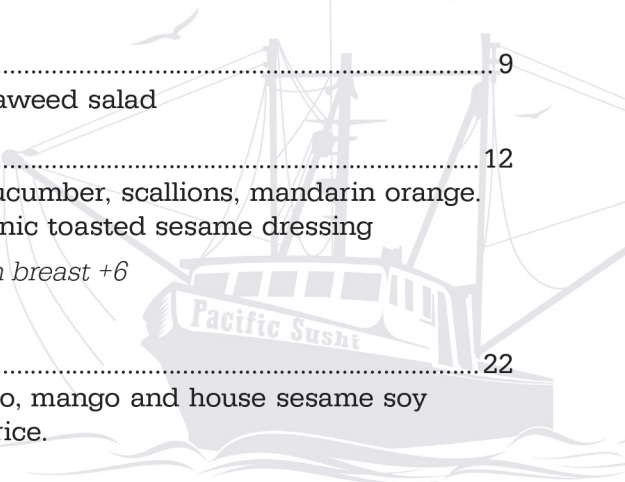 9
aweed salad
12
ucumber, scallions, mandarin orange.
nic toasted sesame dressing
n breast +6
Pacific Sushi
22
o, mango and house sesame soy
rice.